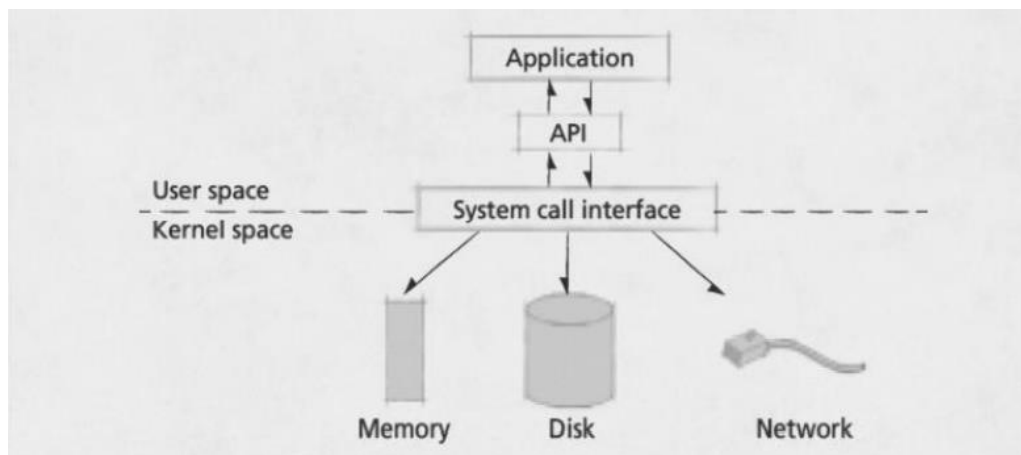 Application
API
User space
System call interface
Kernel space
Memory
Disk
Network